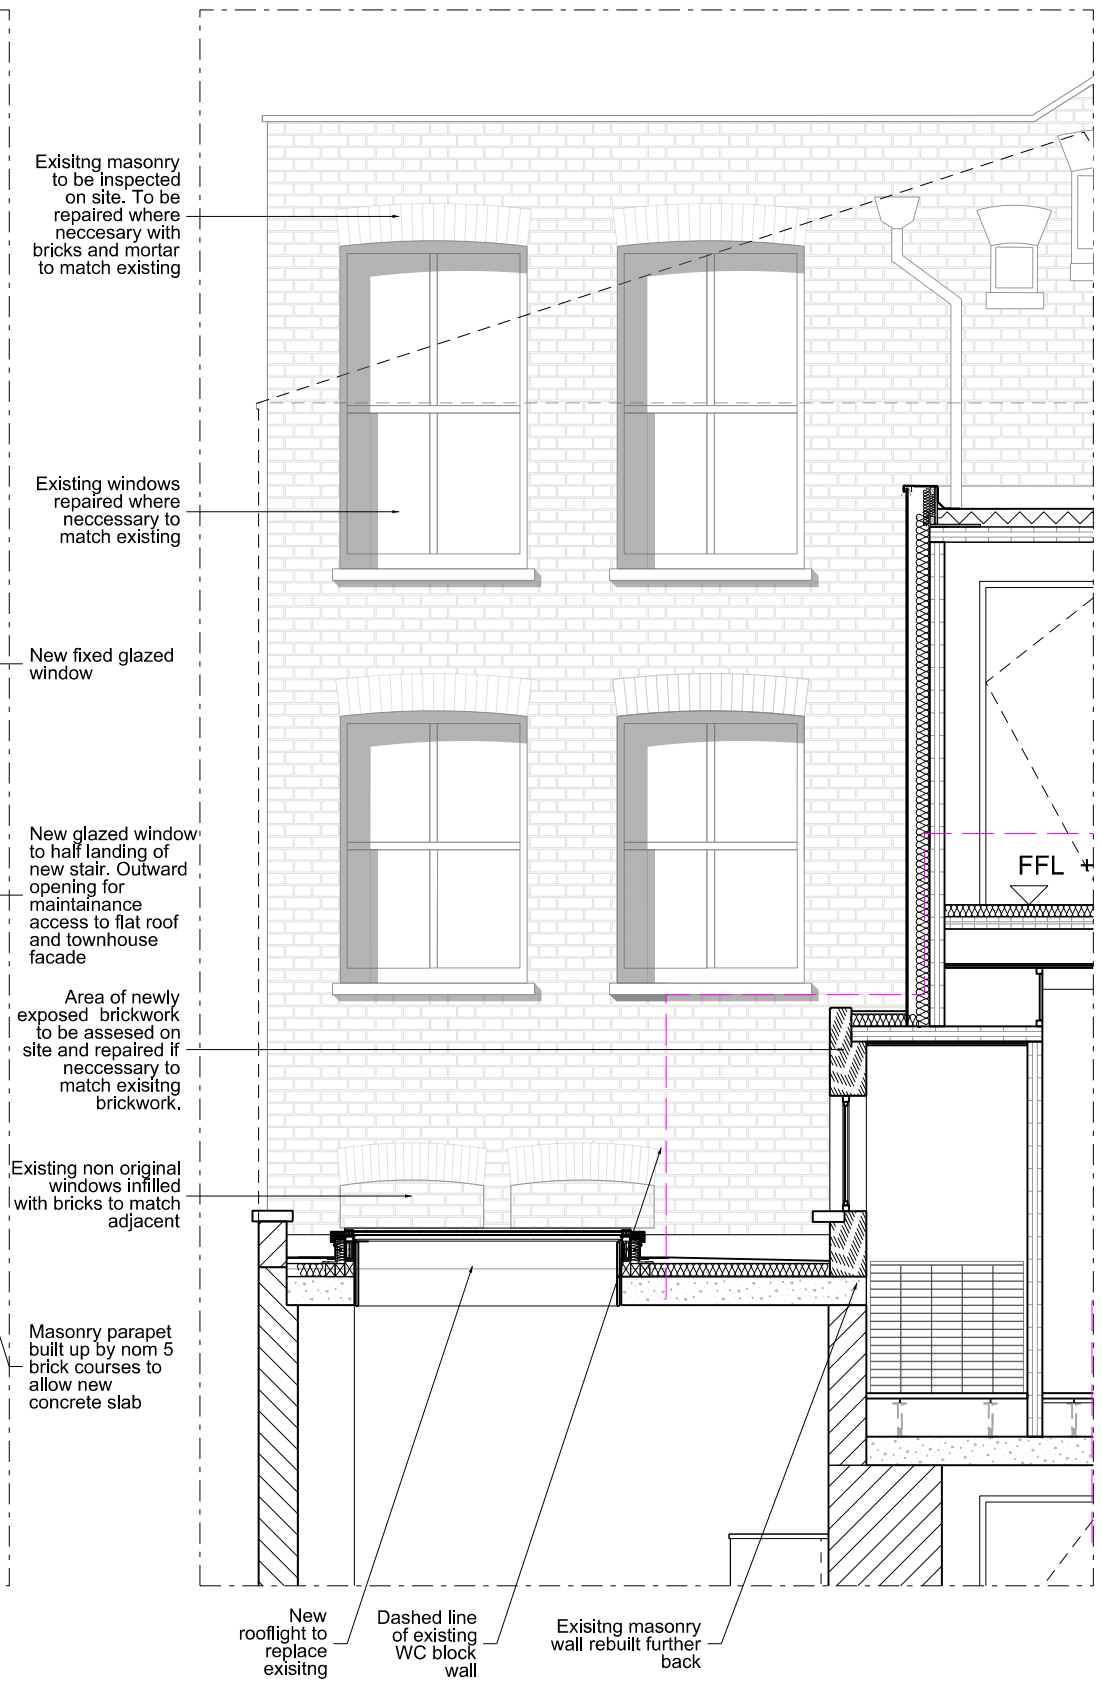 Exisitng masonry
to be inspected
on site. To be
repaired where
neccesary with
bricks and mortar
to match existing
Existing windows
repaired where
neccessary to
match existing
New fixed glazed
window
New glazed window
to half landing of
new stair. Outward
opening for
maintainance
access to flat roof
and townhouse
facade
FFL
Area of newly
exposed brickwork
to be assesed on
site and repaired if
neccessary to
match exisitng
brickwork.
Existing non original
windows infilled
with bricks to match
adjacent
Masonry parapet
built up by nom 5
brick courses to
allow new
concrete slab
New
rooflight to
replace
exisitng
Dashed line
of existing
WC block
wall
Exisitng masonry
wall rebuilt further
back